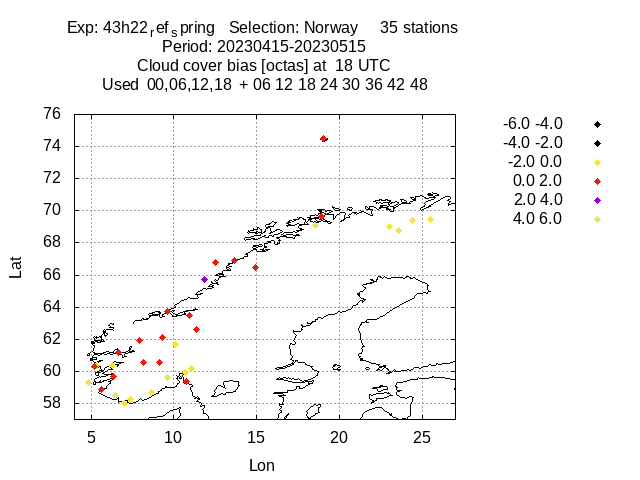 Exp: 43h22refspring   Selection: Norway     35 stations
Period: 20230415-20230515
Cloud cover bias [octas] at  18 UTC
Used  00,06,12,18  + 06 12 18 24 30 36 42 48
76
74
72
70
68
66
64
62
60
58
5 10 15 20 25
Lat
Lon
-6.0 -4.0
-4.0 -2.0
-2.0 0.0
0.0 2.0
2.0 4.0
4.0 6.0